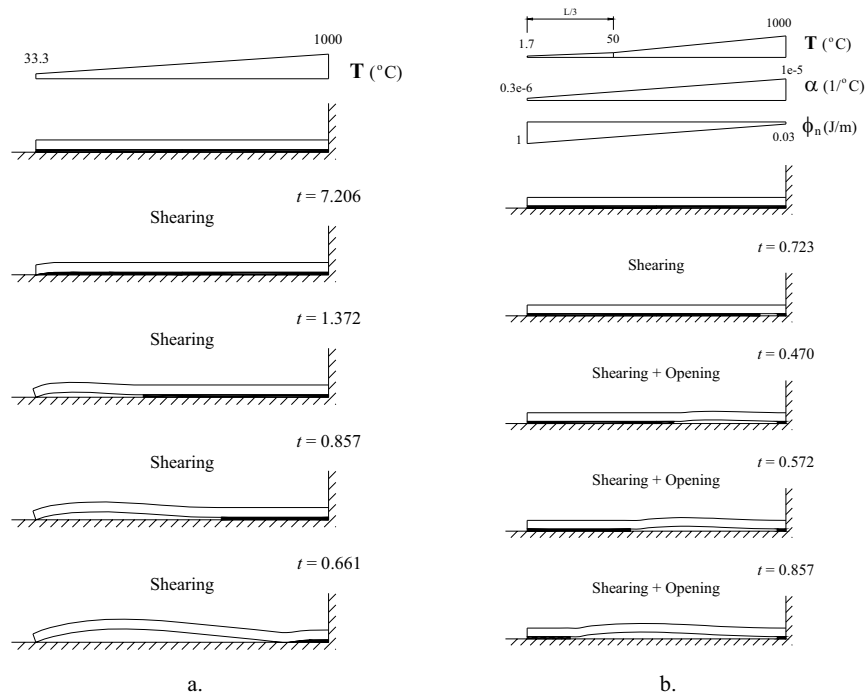 33.3
1000
T (°C)
t = 7.206
Shearing
t = 1.372
Shearing
t = 0.857
Shearing
t = 0.661
Shearing
a.
L/3
1.7
50
1000
T (°C)
0.3e-6
1e-5
α (1/°C)
1
0.03
ϕn (J/m)
t = 0.723
Shearing
t = 0.470
Shearing + Opening
t = 0.572
Shearing + Opening
t = 0.857
Shearing + Opening
b.